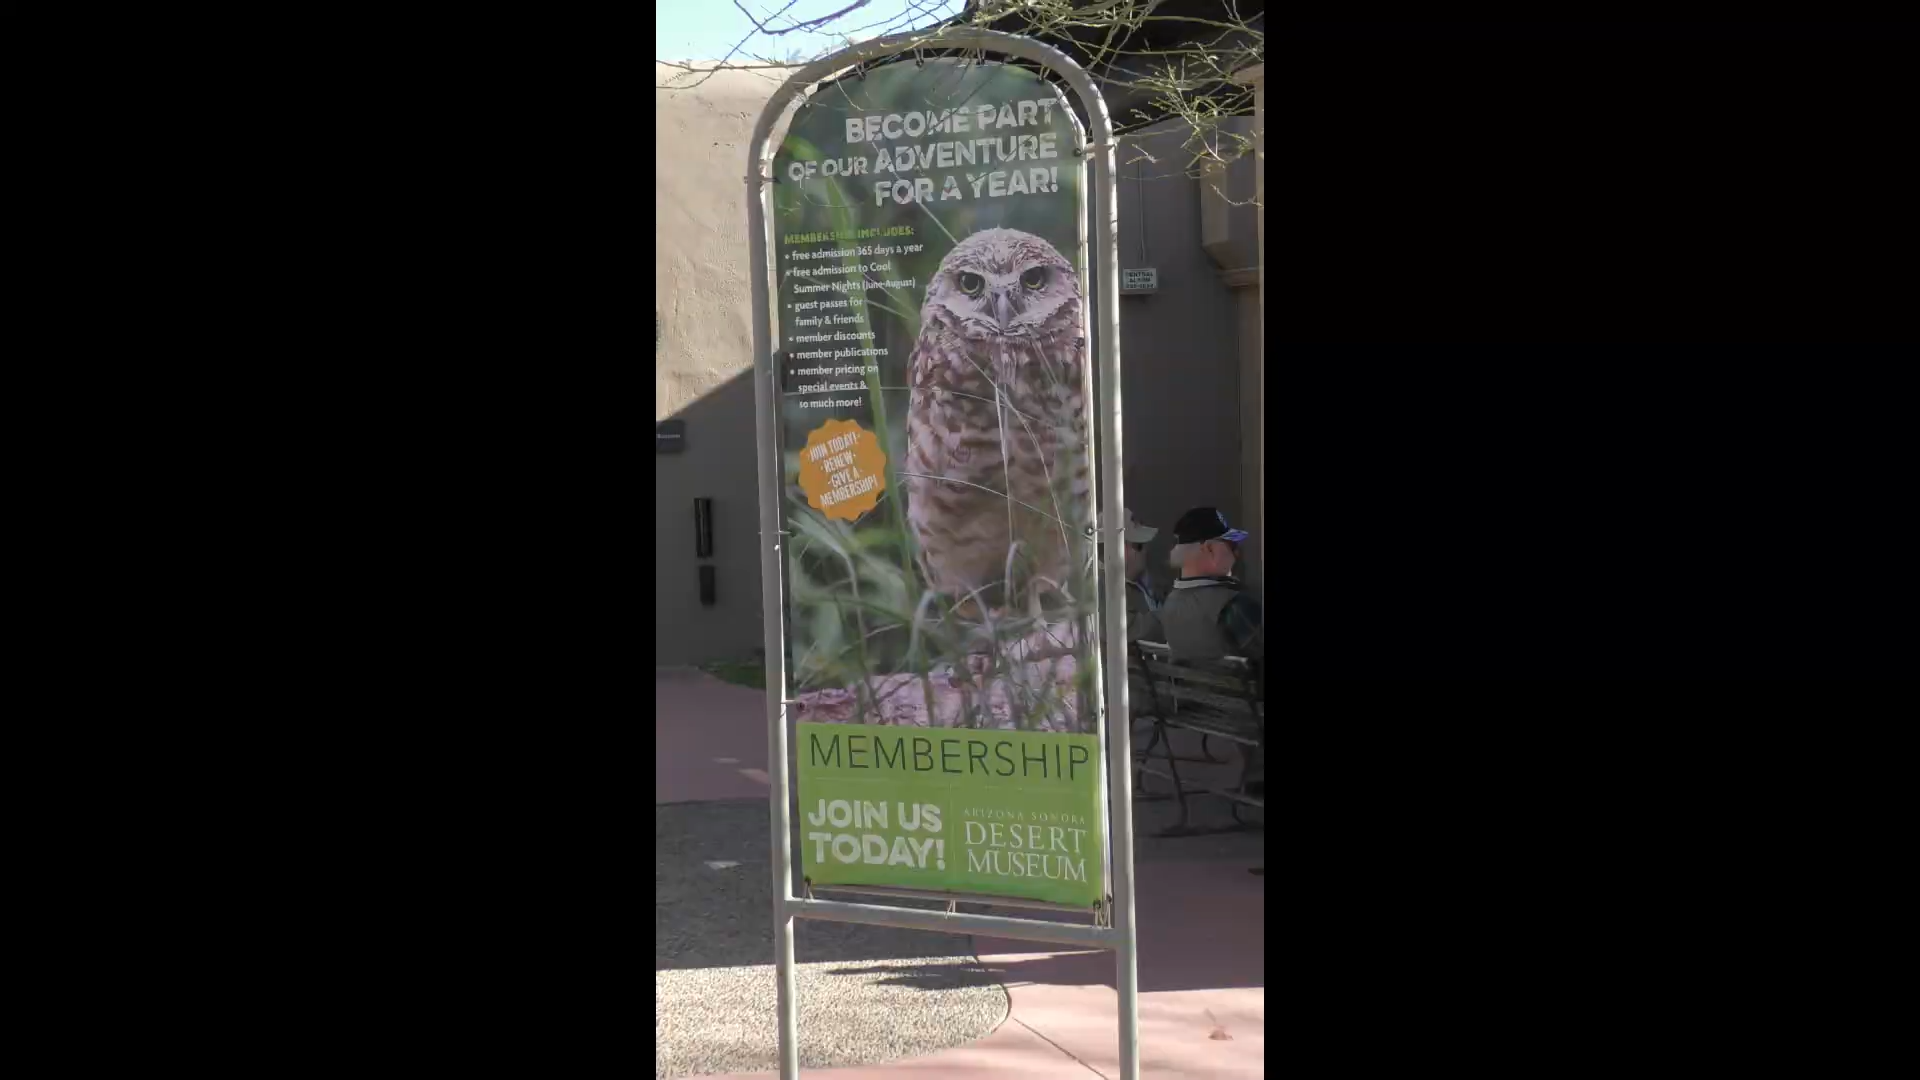 BECOME PART
OF OUR ADVENTURE
FOR A YEAR!
MEMBERSHIP INCLUDES:
• free admission 365 days a year
• free admission to Cool
Summer Nights (June-August)
• guest passes for
family & friends
• member discounts
• member publications
• member pricing on
special events &
so much more!
JOIN TODAY!
·RENEW·
·GIVE A
MEMBERSHIP!
MEMBERSHIP
JOIN US
TODAY!
ARIZONA SONORA
DESERT
MUSEUM